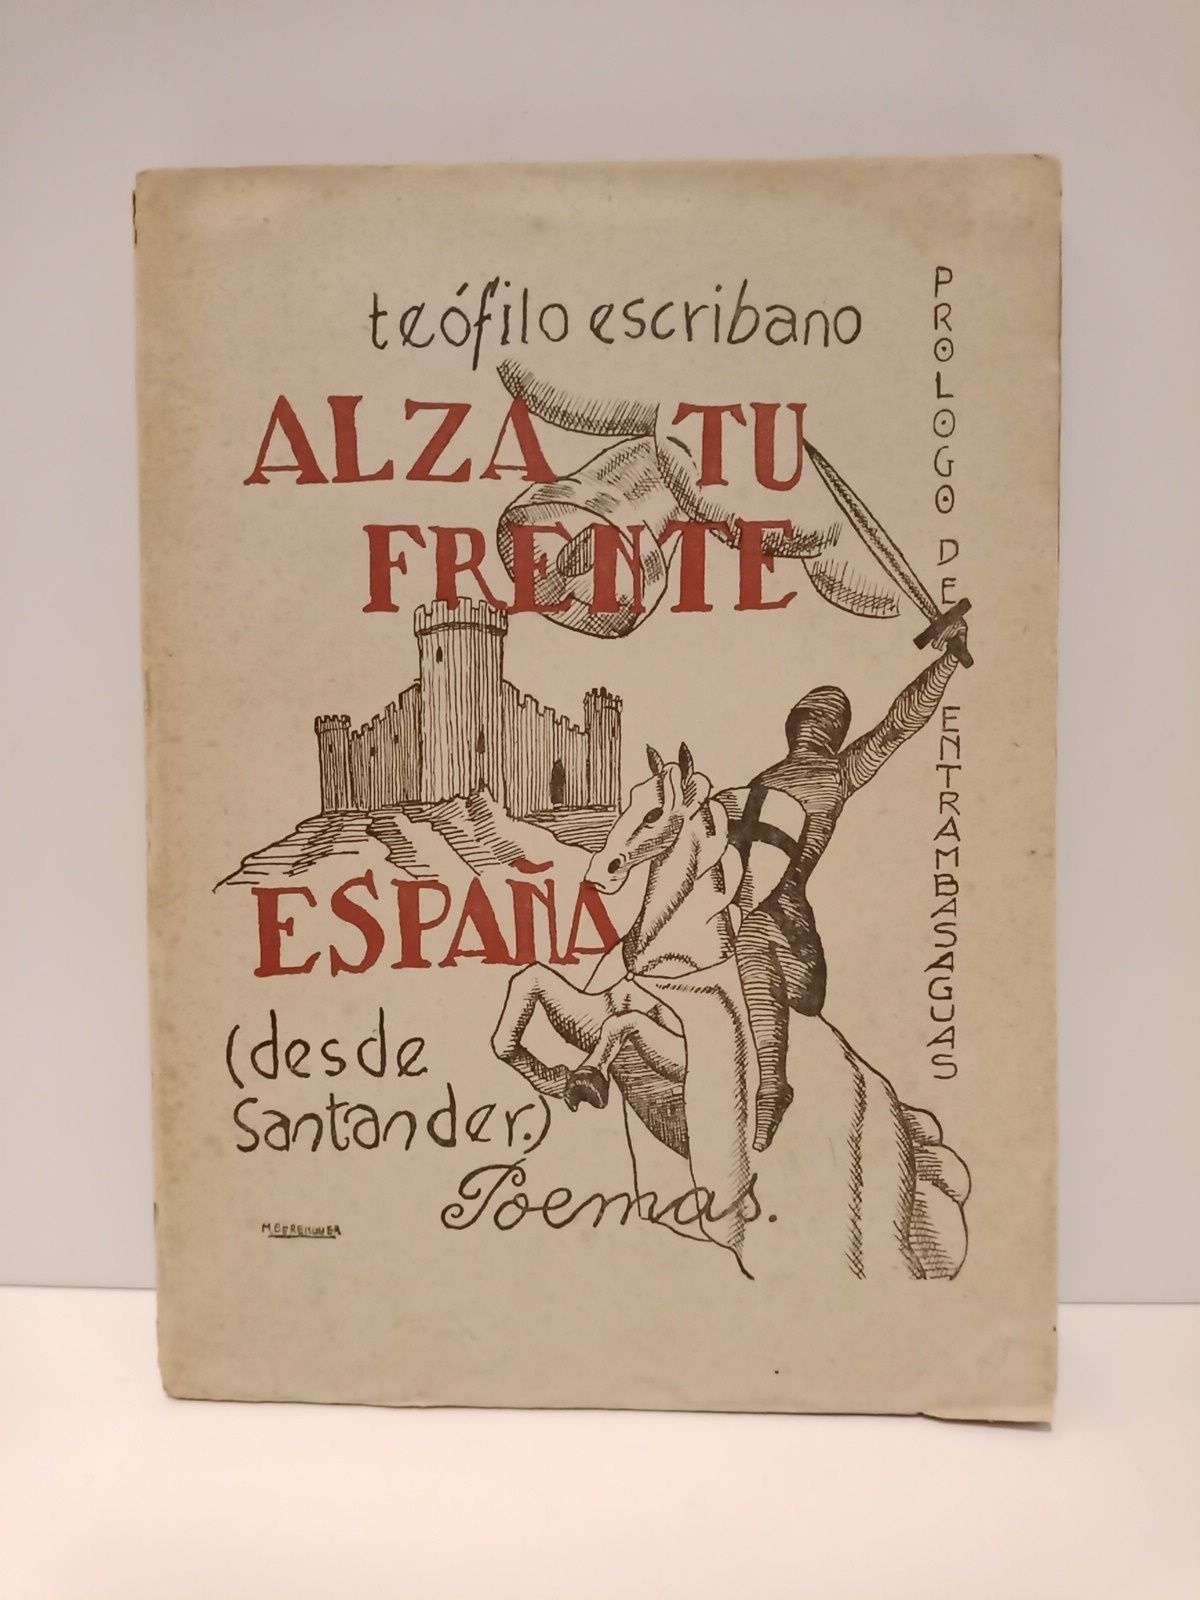 teófilo escribano
ALZA TU
FRENTE
ESPAÑA
(desde
Santander.)
Poemas.
PROLOGO DE ENTRAMBASAGUAS